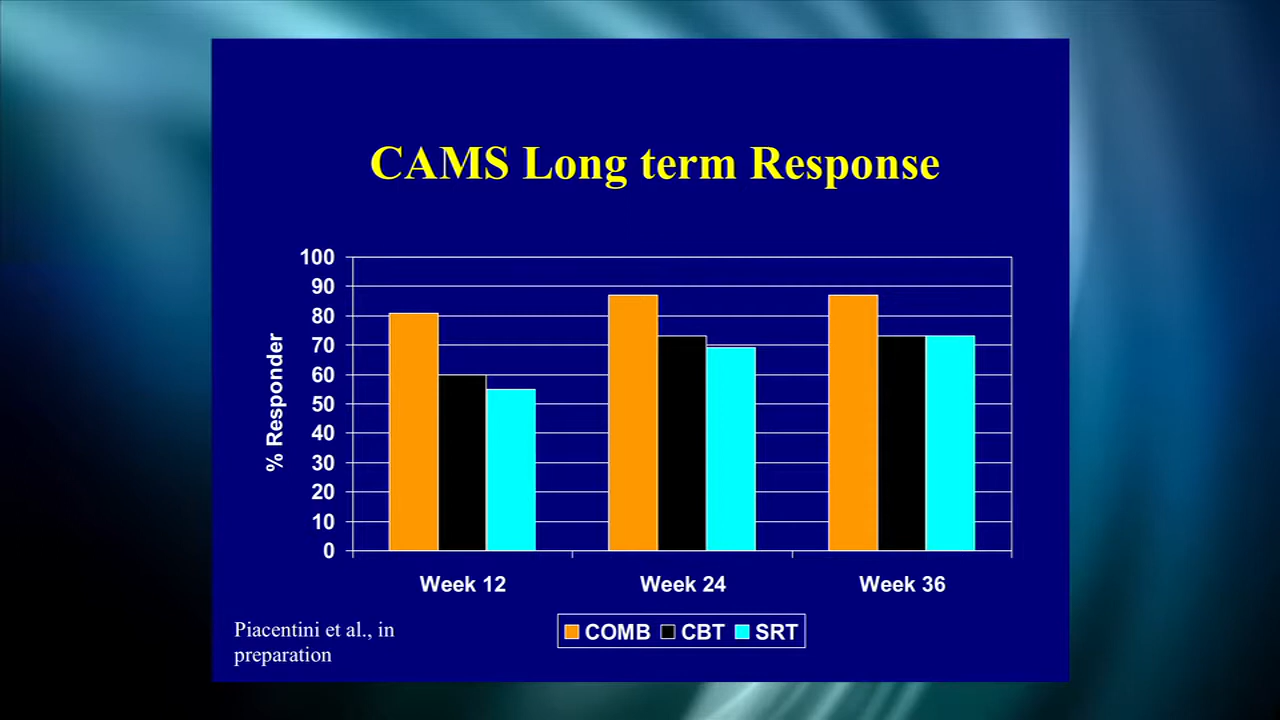 CAMS Long term Response
100
90
80
70
60
50
40
30
20
10
0
% Responder
Week 12 Week 24 Week 36
COMB CBT SRT
Piacentini et al., in
preparation